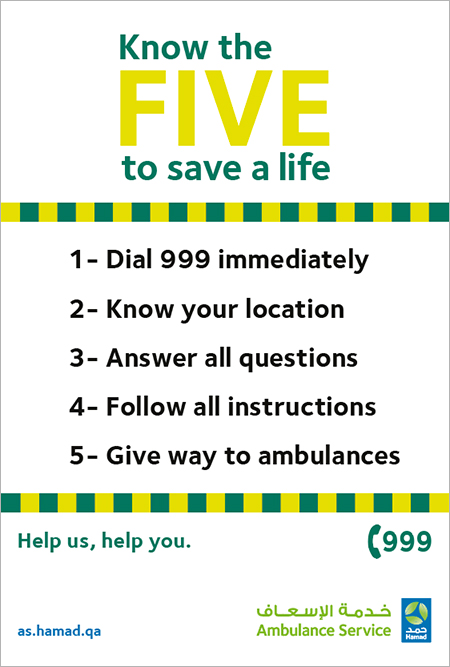 Know the
FIVE
to save a life
1- Dial 999 immediately
2- Know your location
3- Answer all questions
4- Follow all instructions
5- Give way to ambulances
Help us, help you.
999
خدمة الإسعاف
Ambulance Service
حمد
Hamad
as.hamad.qa